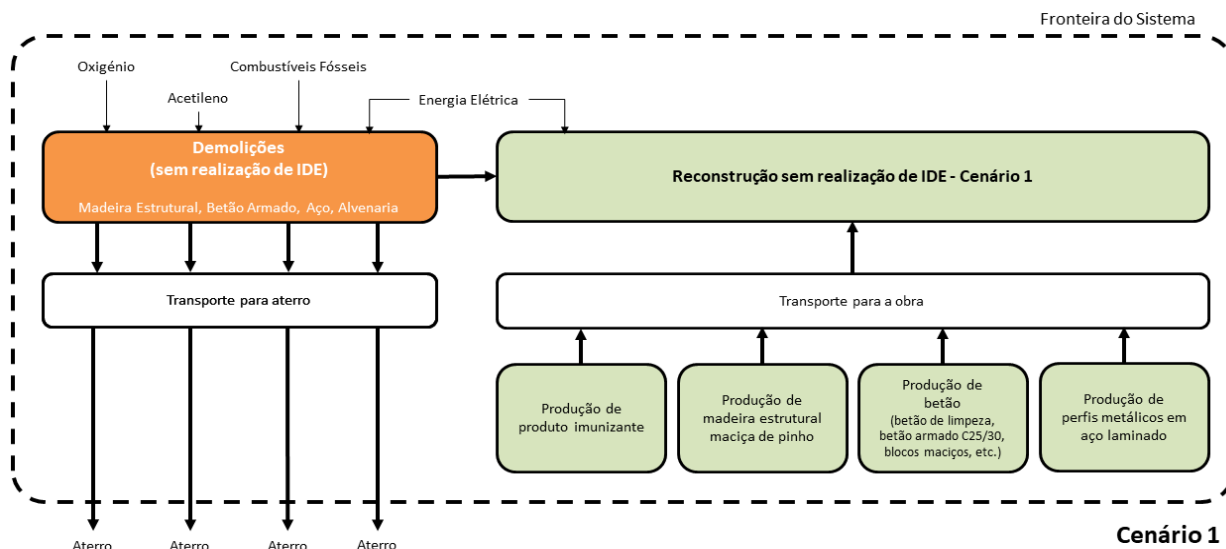 Fronteira do Sistema
Oxigénio
Combustíveis Fósseis
Acetileno
Energia Elétrica
Demolições
(sem realização de IDE)
Madeira Estrutural, Betão Armado, Aço, Alvenaria
Reconstrução sem realização de IDE - Cenário 1
Transporte para aterro
Transporte para a obra
Produção de
produto imunizante
Produção de
madeira estrutural
maciça de pinho
Produção de
betão
(betão de limpeza,
betão armado C25/30,
blocos maciços, etc.)
Produção de
perfis metálicos em
aço laminado
Aterro
Aterro
Aterro
Aterro
Cenário 1